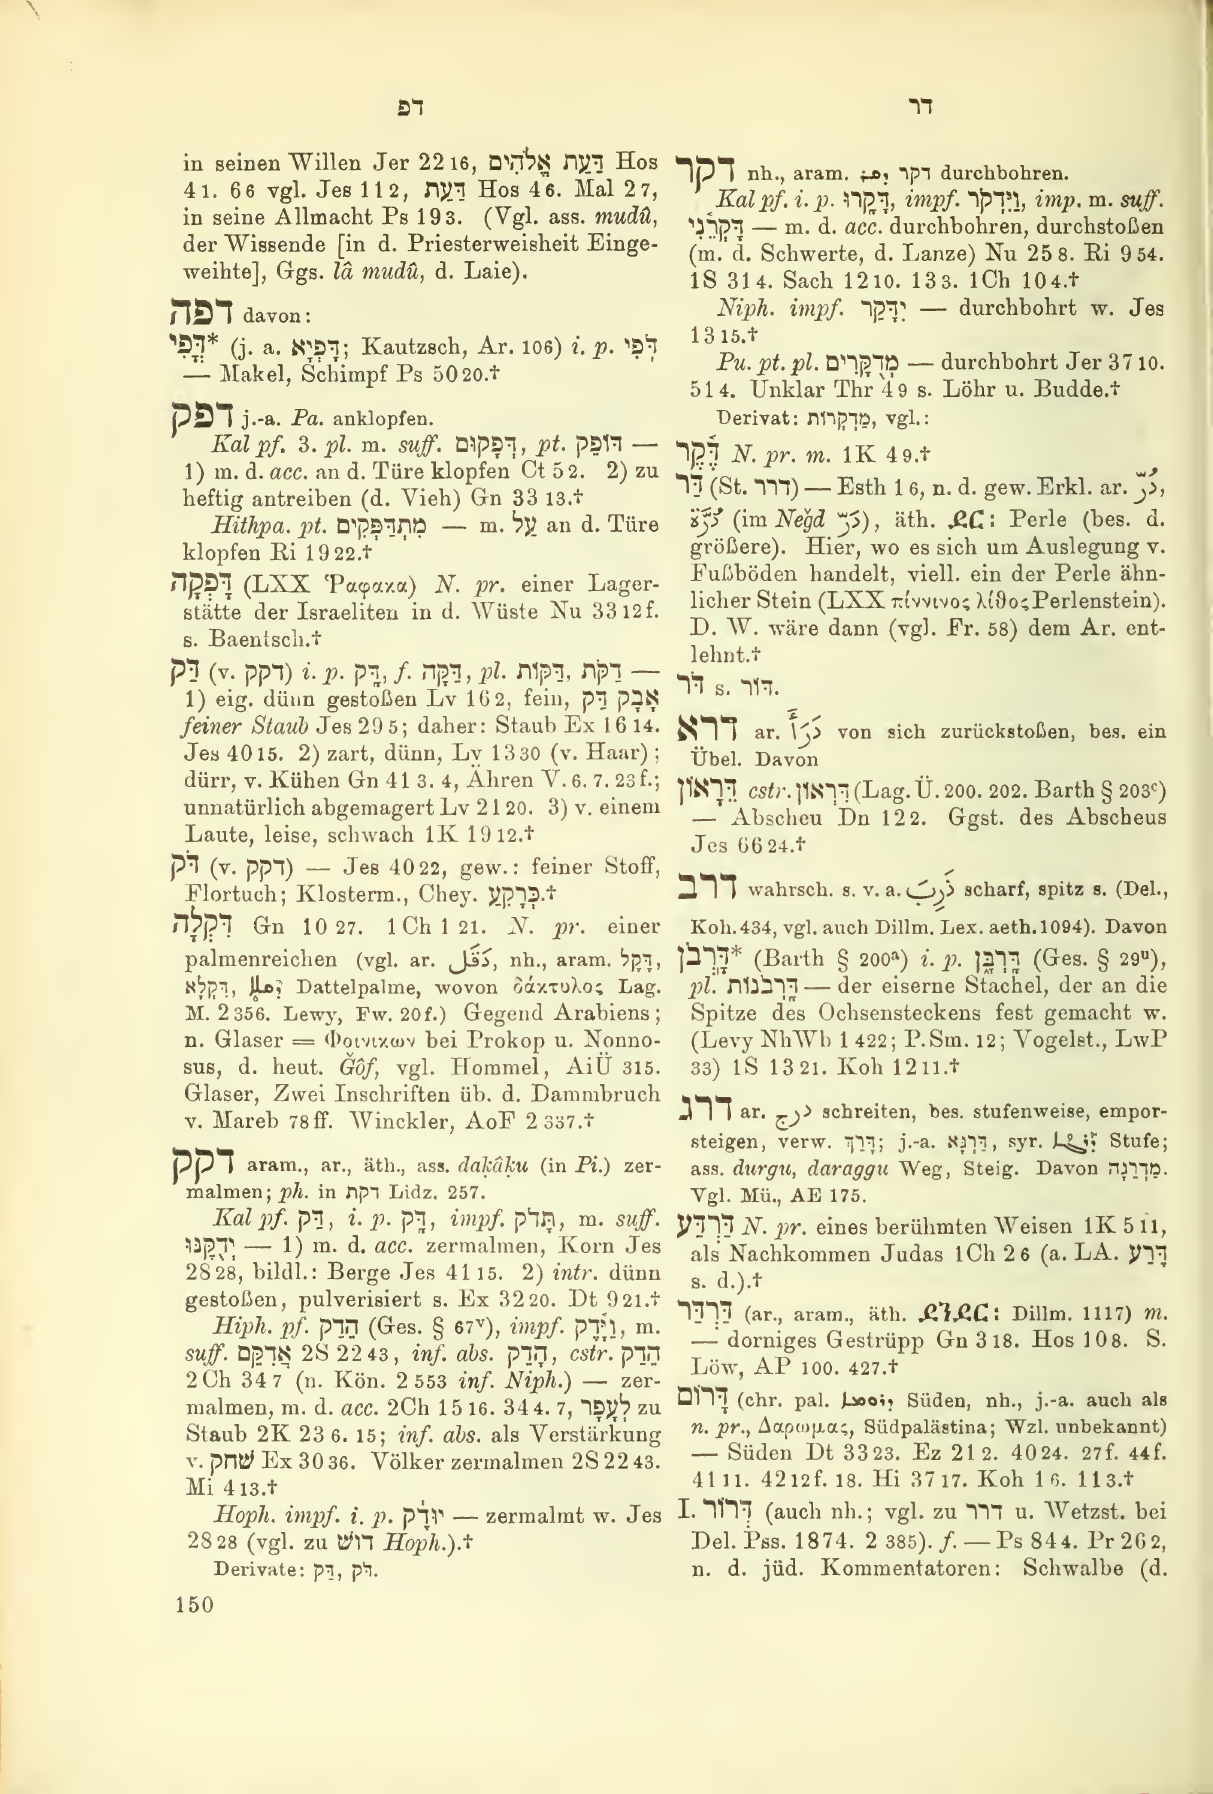 דפ
דר
in seinen Willen Jer 22 16, דַּעַת אֱלֹהִים Hos
4 1. 6 6 vgl. Jes 11 2, דַּעַת Hos 4 6. Mal 2 7,
in seine Allmacht Ps 19 3. (Vgl. ass. mudû,
der Wissende [in d. Priesterweisheit Einge-
weihte], Ggs. lâ mudû, d. Laie).
דפה davon:
דֳּפִי* (j. a. דָּפְיָא; Kautzsch, Ar. 106) i. p. דֹּפִי
— Makel, Schimpf Ps 50 20.†
דפק j.-a. Pa. anklopfen.
Kal pf. 3. pl. m. suff. דְּפָקוּם, pt. דּוֹפֵק —
1) m. d. acc. an d. Türe klopfen Ct 5 2. 2) zu
heftig antreiben (d. Vieh) Gn 33 13.†
Hithpa. pt. מִתְדַּפְּקִים — m. עַל an d. Türe
klopfen Ri 19 22.†
דָּפְקָה (LXX Ῥαφακα) N. pr. einer Lager-
stätte der Israeliten in d. Wüste Nu 33 12 f.
s. Baentsch.†
דַּק (v. דקק) i. p. דָּק, f. דַּקָּה, pl. דַּקּוֹת, דַּקֹּת —
1) eig. dünn gestoßen Lv 16 2, fein, אָבָק דַּק
feiner Staub Jes 29 5; daher: Staub Ex 16 14.
Jes 40 15. 2) zart, dünn, Lv 13 30 (v. Haar);
dürr, v. Kühen Gn 41 3. 4, Ähren V. 6. 7. 23 f.;
unnatürlich abgemagert Lv 21 20. 3) v. einem
Laute, leise, schwach 1K 19 12.†
דֹּק (v. דקק) — Jes 40 22, gew.: feiner Stoff,
Flortuch; Klosterm., Chey. כְּרָקִעַ.†
דִּקְלָה Gn 10 27. 1 Ch 1 21. N. pr. einer
palmenreichen (vgl. ar. دَقَل, nh., aram. דֶּקֶל,
דִּקְלָא, Dattelpalme, wovon δάκτυλος Lag.
M. 2 356. Lewy, Fw. 20 f.) Gegend Arabiens;
n. Glaser = Φοινικων bei Prokop u. Nonno-
sus, d. heut. Ğôf, vgl. Hommel, AiÜ 315.
Glaser, Zwei Inschriften üb. d. Dammbruch
v. Mareb 78 ff. Winckler, AoF 2 337.†
דקק aram., ar., äth., ass. daḳâḳu (in Pi.) zer-
malmen; ph. in דקת Lidz. 257.
Kal pf. דַּק, i. p. דָּק, impf. תָּדֹק, m. suff.
יְדֻקֶּנּוּ — 1) m. d. acc. zermalmen, Korn Jes
28 28, bildl.: Berge Jes 41 15. 2) intr. dünn
gestoßen, pulverisiert s. Ex 32 20. Dt 9 21.†
Hiph. pf. הֵדַק (Ges. § 67ᵛ), impf. וַיָּדֶק, m.
suff. אֲדִקֵּם 2S 22 43, inf. abs. הָדֵק, cstr. הָדַק
2 Ch 34 7 (n. Kön. 2 553 inf. Niph.) — zer-
malmen, m. d. acc. 2Ch 15 16. 34 4. 7, לְעָפָר zu
Staub 2K 23 6. 15; inf. abs. als Verstärkung
v. שׁחק Ex 30 36. Völker zermalmen 2S 22 43.
Mi 4 13.†
Hoph. impf. i. p. יוּדָק — zermalmt w. Jes
28 28 (vgl. zu דוש Hoph.).†
Derivate: דַּק, דֹּק.
150
דקר nh., aram. דקר durchbohren.
Kal pf. i. p. דָּקָרוּ, impf. וַיִּדְקֹר, imp. m. suff.
דָּקְרֵנִי — m. d. acc. durchbohren, durchstoßen
(m. d. Schwerte, d. Lanze) Nu 25 8. Ri 9 54.
1S 31 4. Sach 12 10. 13 3. 1Ch 10 4.†
Niph. impf. יִדָּקֵר — durchbohrt w. Jes
13 15.†
Pu. pt. pl. מְדֻקָּרִים — durchbohrt Jer 37 10.
51 4. Unklar Thr 4 9 s. Löhr u. Budde.†
Derivat: מַדְקֵרוֹת, vgl.:
דֶּקֶר N. pr. m. 1K 4 9.†
דַּר (St. דרר) — Esth 1 6, n. d. gew. Erkl. ar. دُرّ,
دُرَّة (im Neğd دَرّ), äth. ዶር: Perle (bes. d.
größere). Hier, wo es sich um Auslegung v.
Fußböden handelt, viell. ein der Perle ähn-
licher Stein (LXX πίννινος λίθος Perlenstein).
D. W. wäre dann (vgl. Fr. 58) dem Ar. ent-
lehnt.†
דֹּר s. דּוֹר.
דרא ar. دَرَأَ von sich zurückstoßen, bes. ein
Übel. Davon
דֵּרָאוֹן cstr. דִּרְאוֹן (Lag. Ü. 200. 202. Barth § 203ᶜ)
— Abscheu Dn 12 2. Ggst. des Abscheus
Jes 66 24.†
דרב wahrsch. s. v. a. ذَرِبَ scharf, spitz s. (Del.,
Koh. 434, vgl. auch Dillm. Lex. aeth. 1094). Davon
דָּרְבֹן* (Barth § 200ᵃ) i. p. דָּרְבָן (Ges. § 29ᵘ),
pl. דָּרְבֹנוֹת — der eiserne Stachel, der an die
Spitze des Ochsensteckens fest gemacht w.
(Levy NhWb 1 422; P. Sm. 12; Vogelst., LwP
33) 1S 13 21. Koh 12 11.†
דרג ar. درج schreiten, bes. stufenweise, empor-
steigen, verw. דָּרַךְ; j.-a. דַּרְגָּא, syr. Stufe;
ass. durgu, daraggu Weg, Steig. Davon מַדְרֵגָה.
Vgl. Mü., AE 175.
דַּרְדַּע N. pr. eines berühmten Weisen 1K 5 11,
als Nachkommen Judas 1Ch 2 6 (a. LA. דָּרַע
s. d.).†
דַּרְדַּר (ar., aram., äth. Dillm. 1117) m.
— dorniges Gestrüpp Gn 3 18. Hos 10 8. S.
Löw, AP 100. 427.†
דָּרוֹם (chr. pal. Süden, nh., j.-a. auch als
n. pr., Δαρωμας, Südpalästina; Wzl. unbekannt)
— Süden Dt 33 23. Ez 21 2. 40 24. 27 f. 44 f.
41 11. 42 12 f. 18. Hi 37 17. Koh 1 6. 11 3.†
I. דְּרוֹר (auch nh.; vgl. zu דרר u. Wetzst. bei
Del. Pss. 1874. 2 385). f. — Ps 84 4. Pr 26 2,
n. d. jüd. Kommentatoren: Schwalbe (d.